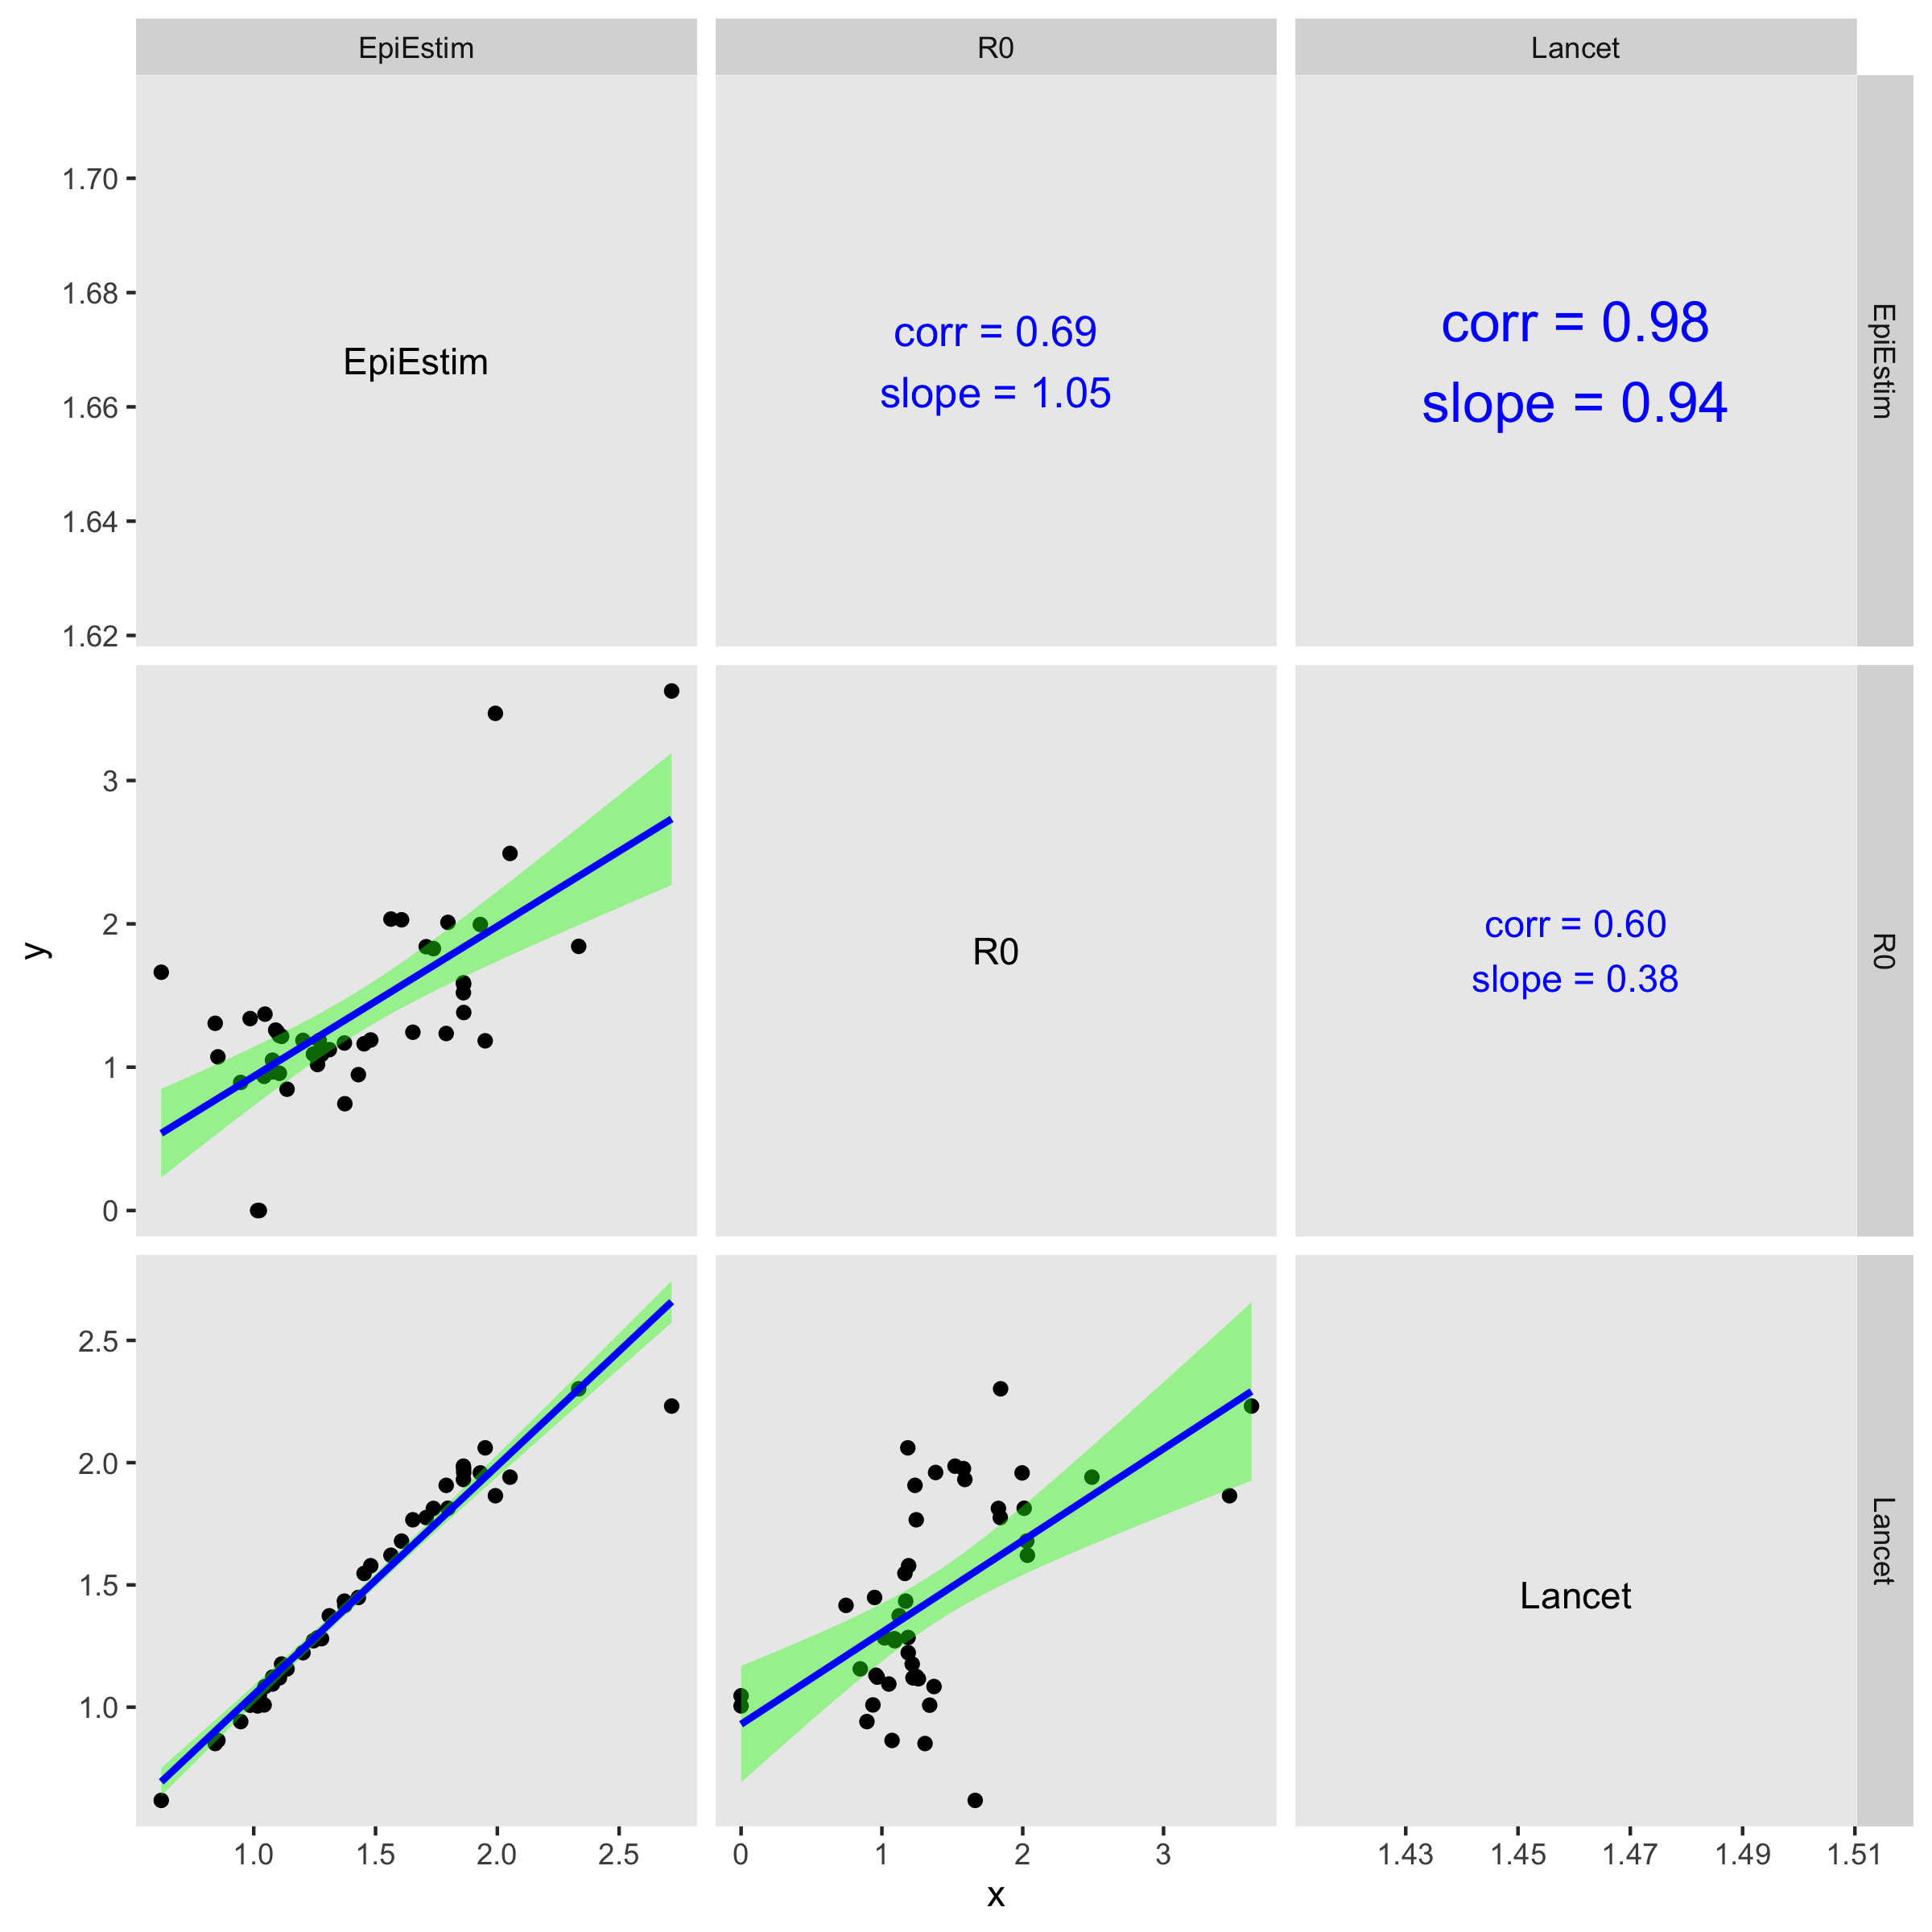 EpiEstim
R0
Lancet
1.70
1.68
1.66
1.64
1.62
EpiEstim
corr = 0.69
slope = 1.05
corr = 0.98
slope = 0.94
EpiEstim
3
2
1
0
R0
corr = 0.60
slope = 0.38
R0
y
2.5
2.0
1.5
1.0
Lancet
Lancet
1.0 1.5 2.0 2.5
0 1 2 3
1.43 1.45 1.47 1.49 1.51
x